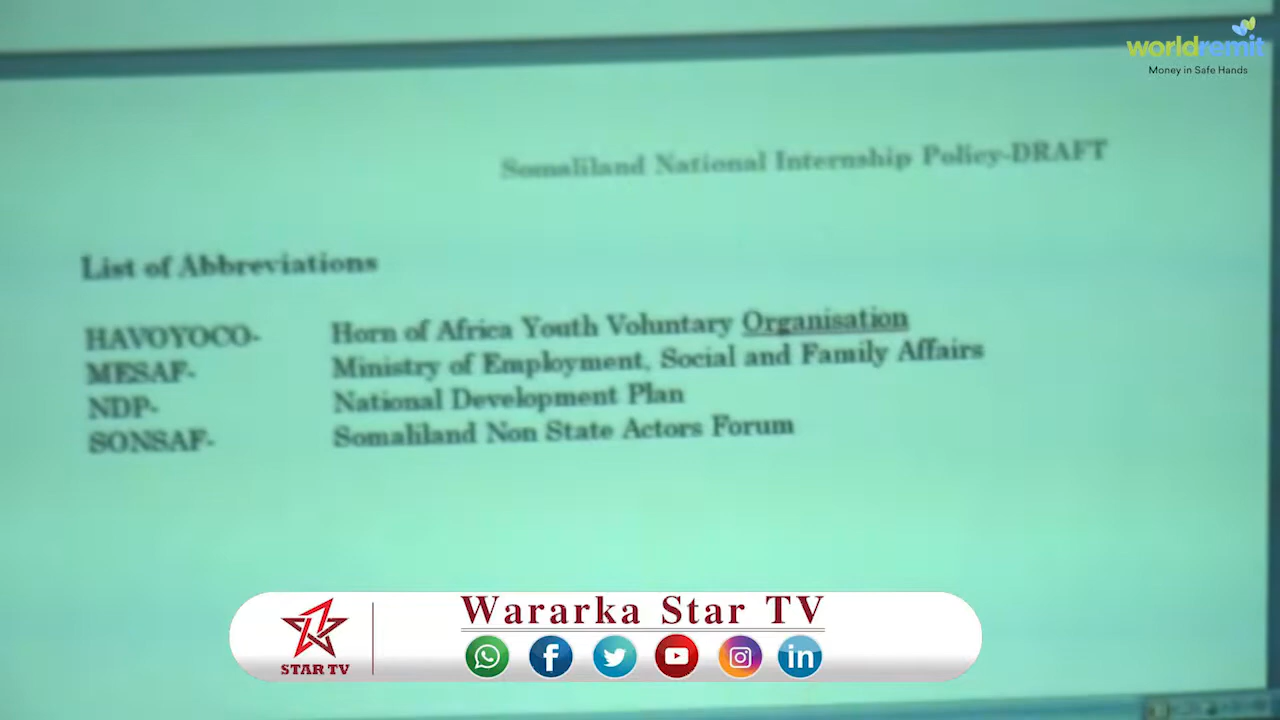 worldremit
Money in Safe Hands
Somaliland National Internship Policy-DRAFT
List of Abbreviations
HAVOYOCO- Horn of Africa Youth Voluntary Organisation
MESAF- Ministry of Employment, Social and Family Affairs
NDP- National Development Plan
SONSAF- Somaliland Non State Actors Forum
Wararka Star TV
STAR TV